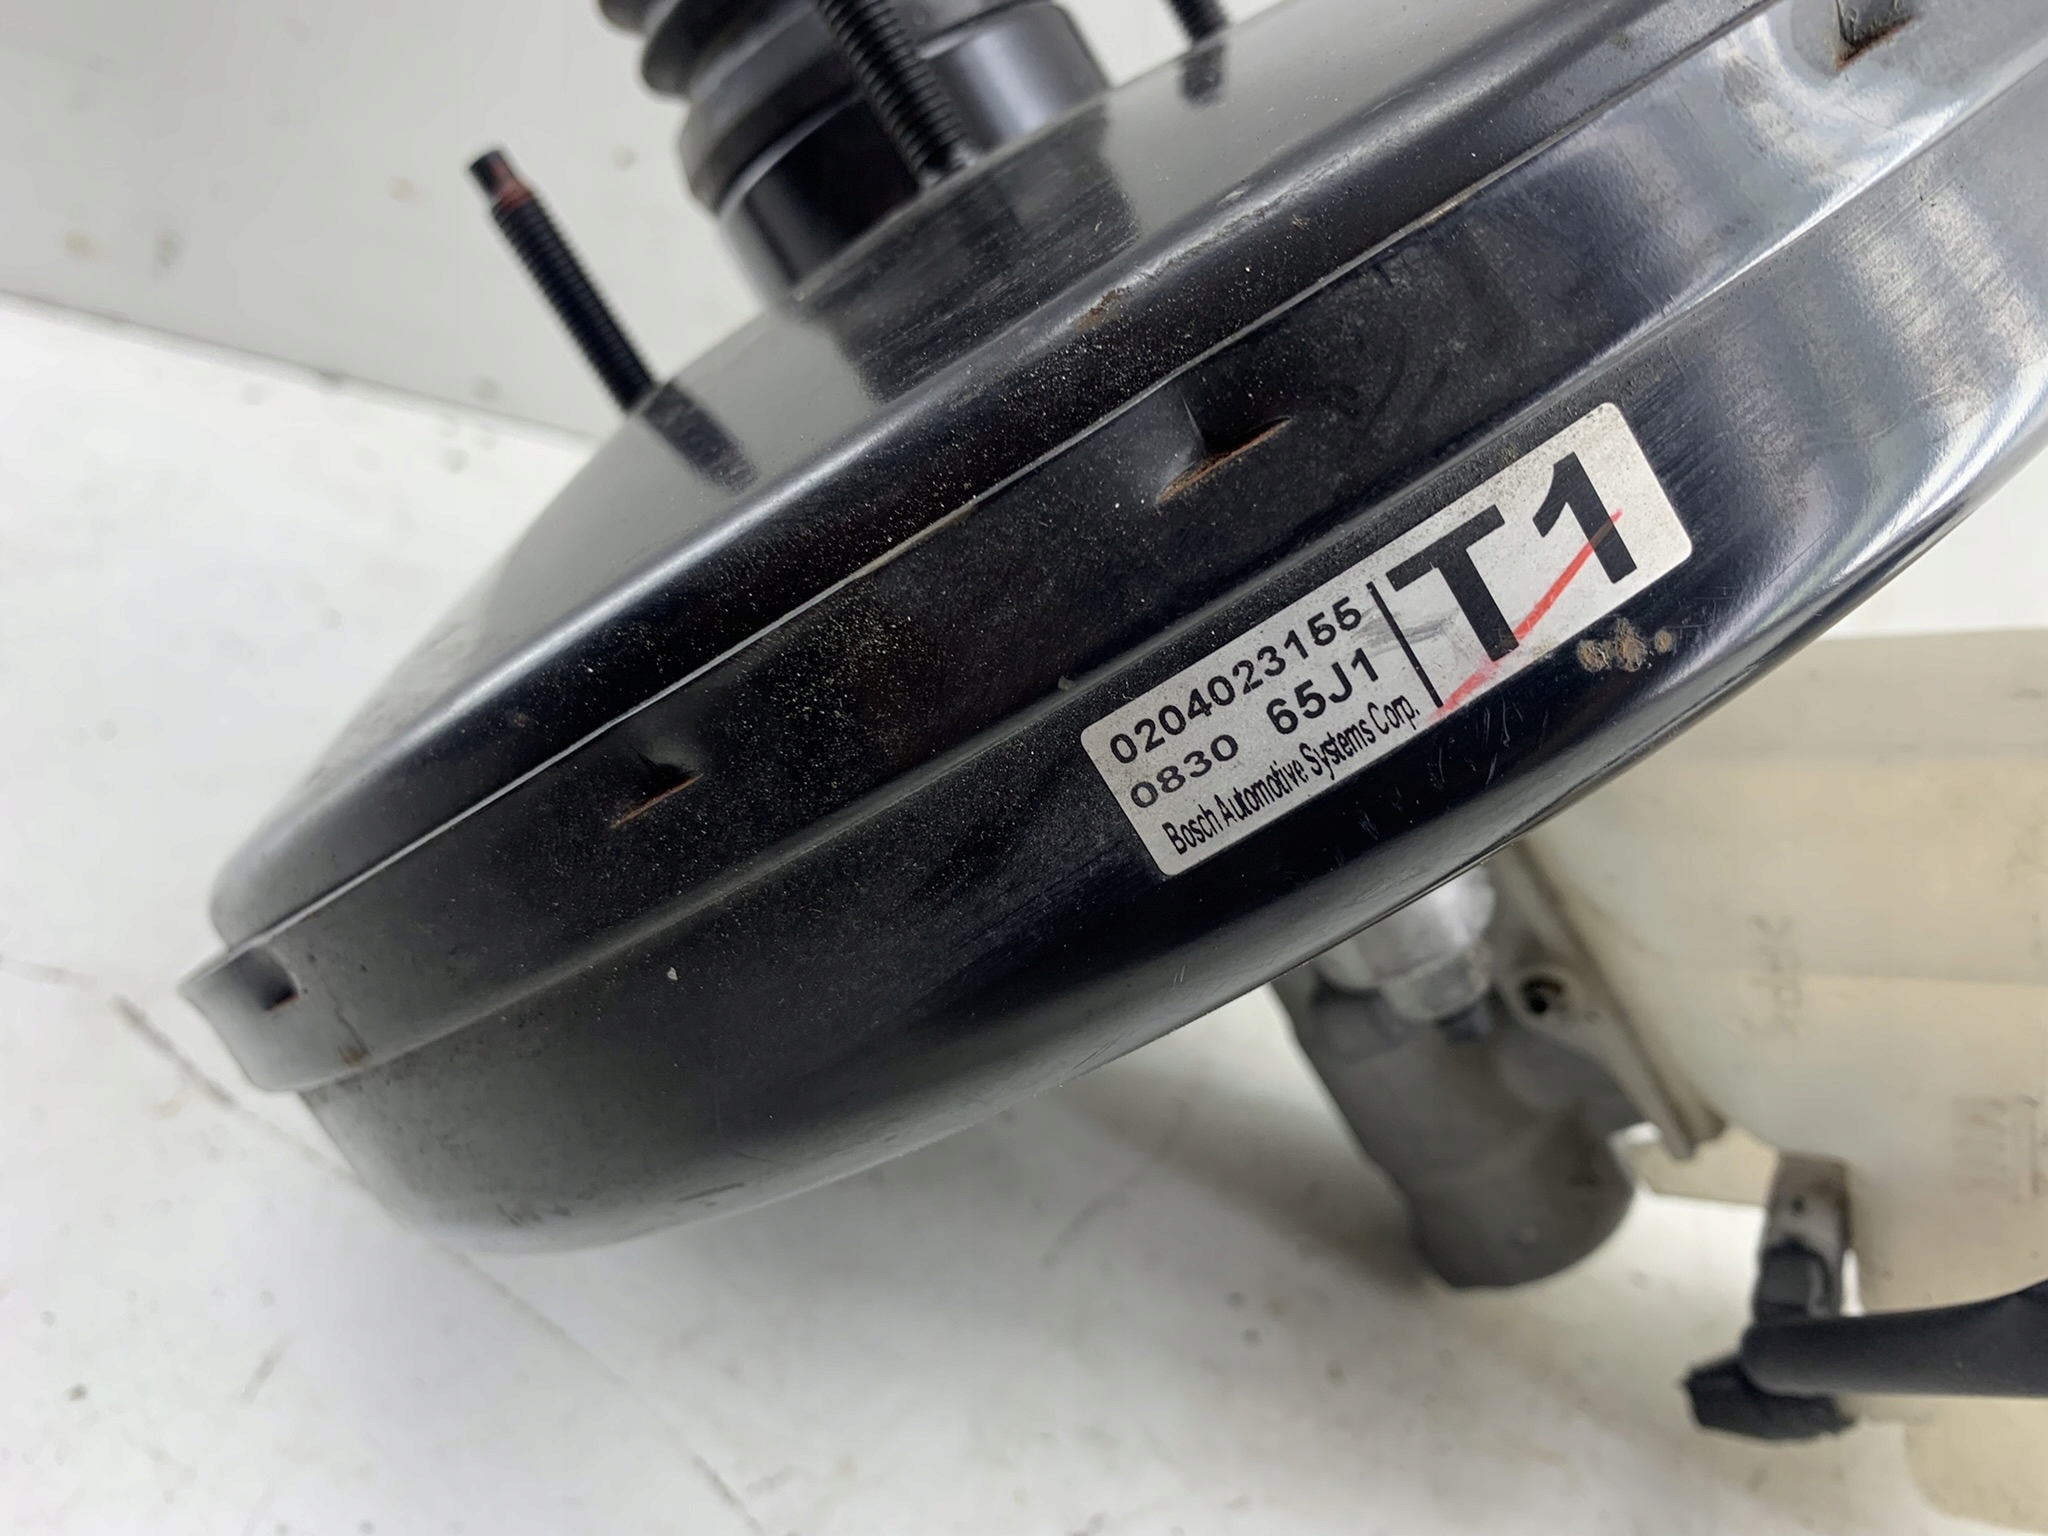 0204023155
0830 65J1
Bosch Automotive Systems Corp.
T1